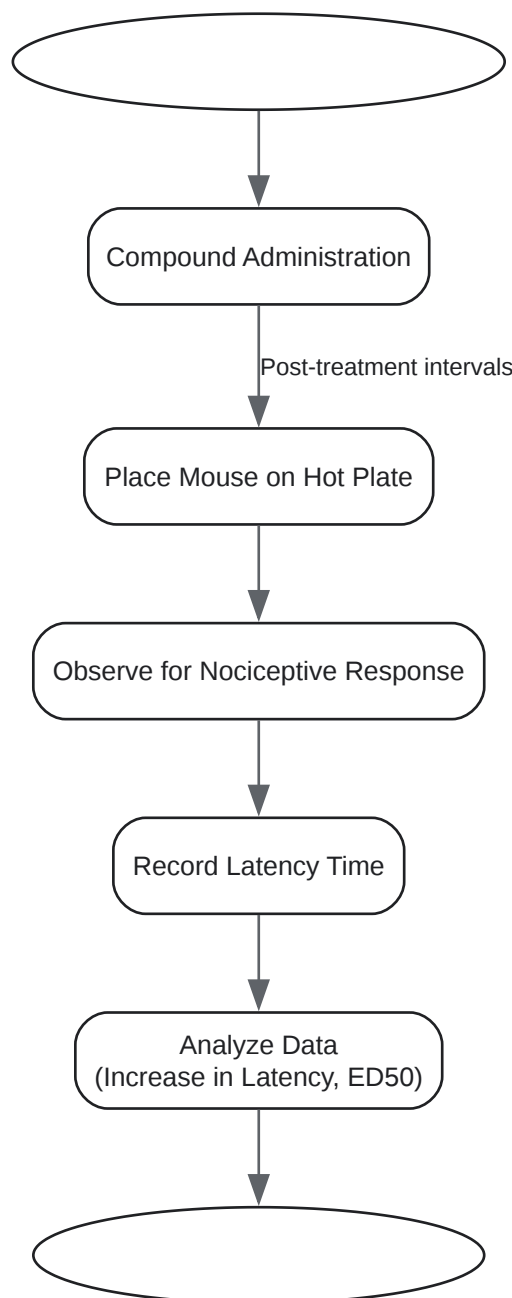 Compound Administration
Post-treatment intervals
Place Mouse on Hot Plate
Observe for Nociceptive Response
Record Latency Time
Analyze Data
(Increase in Latency, ED50)